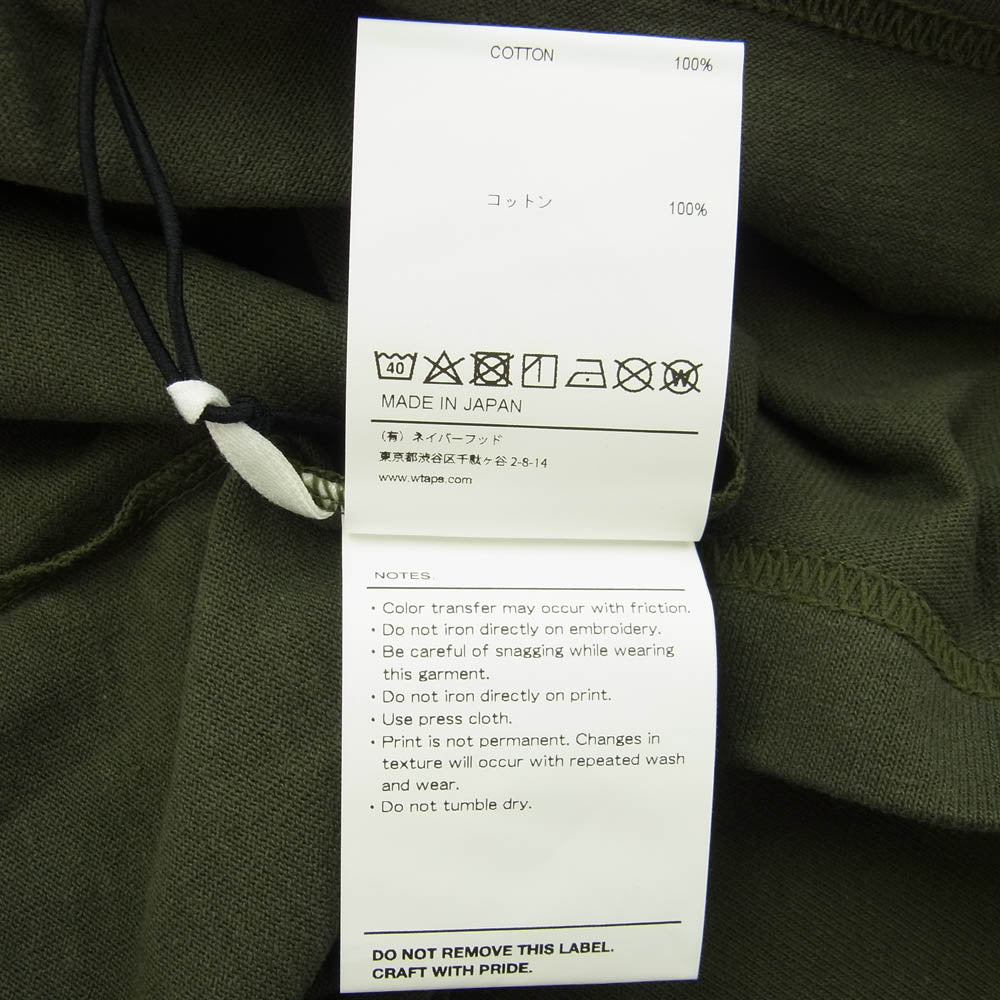 COTTON 100%
コットン 100%
40 W
MADE IN JAPAN
(有) ネイバーフッド
東京都渋谷区千駄ヶ谷 2-8-14
www.wtaps.com
NOTES.
・Color transfer may occur with friction.
・Do not iron directly on embroidery.
・Be careful of snagging while wearing
this garment.
・Do not iron directly on print.
・Use press cloth.
・Print is not permanent. Changes in
texture will occur with repeated wash
and wear.
・Do not tumble dry.
DO NOT REMOVE THIS LABEL.
CRAFT WITH PRIDE.